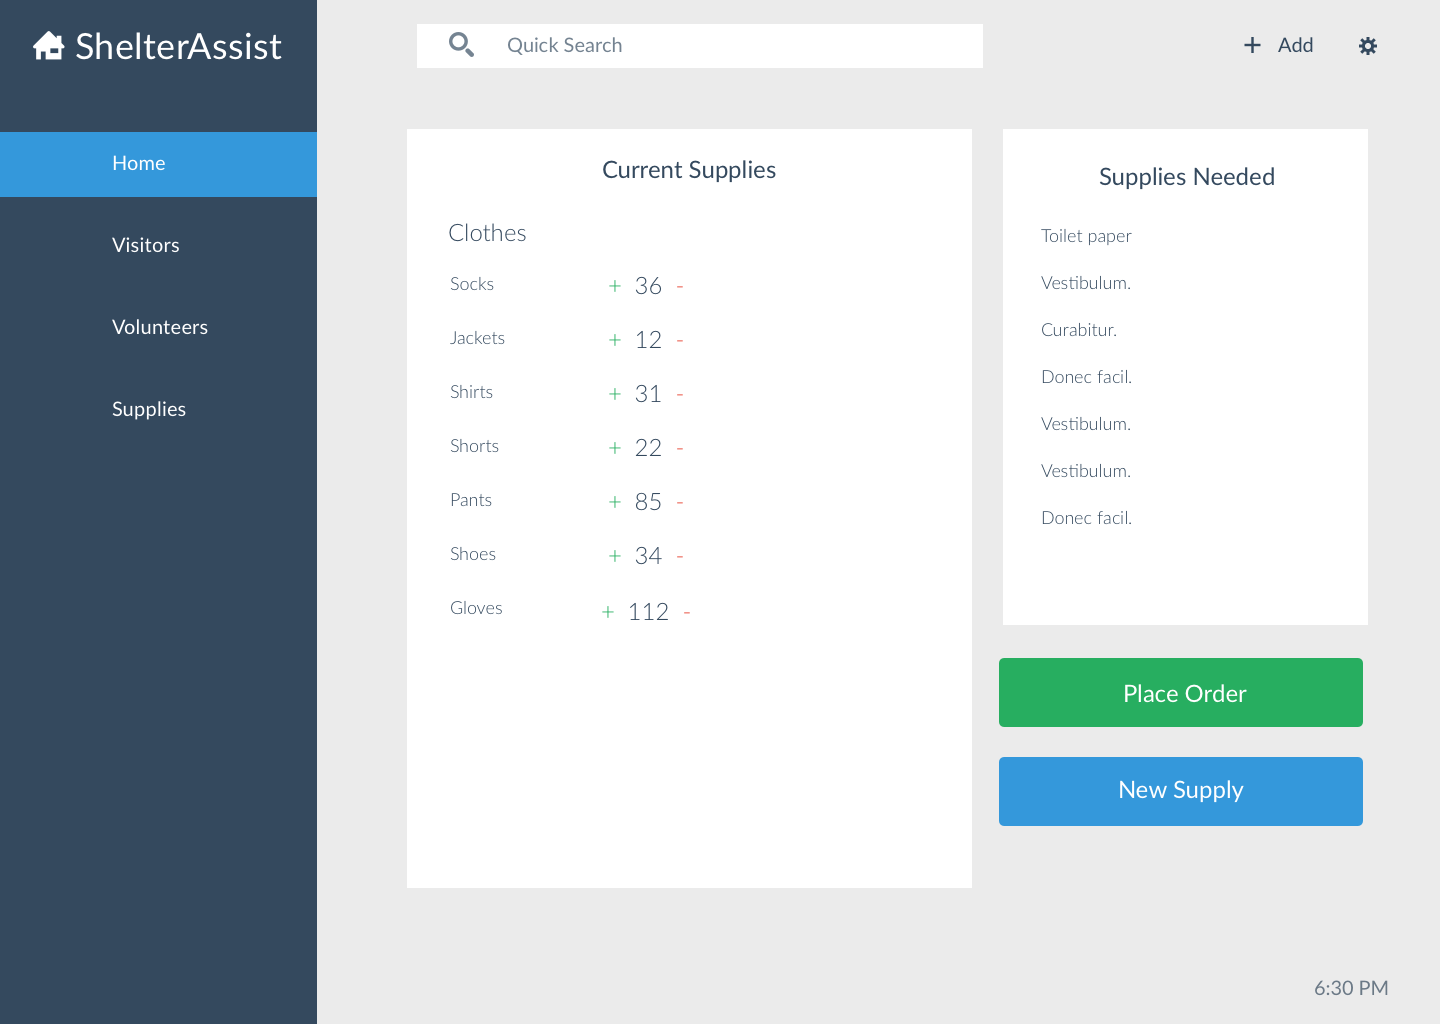 ShelterAssist
Quick Search
+ Add
Home
Visitors
Volunteers
Supplies
Current Supplies
Clothes
Socks + 36 -
Jackets + 12 -
Shirts + 31 -
Shorts + 22 -
Pants + 85 -
Shoes + 34 -
Gloves + 112 -
Supplies Needed
Toilet paper
Vestibulum.
Curabitur.
Donec facil.
Vestibulum.
Vestibulum.
Donec facil.
Place Order
New Supply
6:30 PM